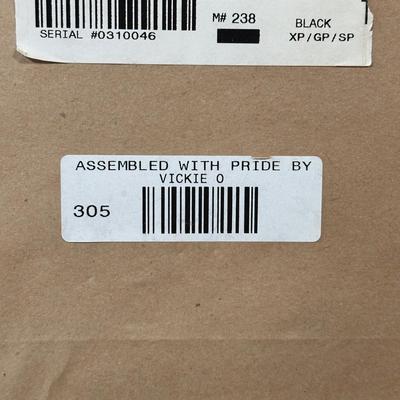 M# 238
BLACK
SERIAL #0310046
XP/GP/SP
ASSEMBLED WITH PRIDE BY
VICKIE O
305